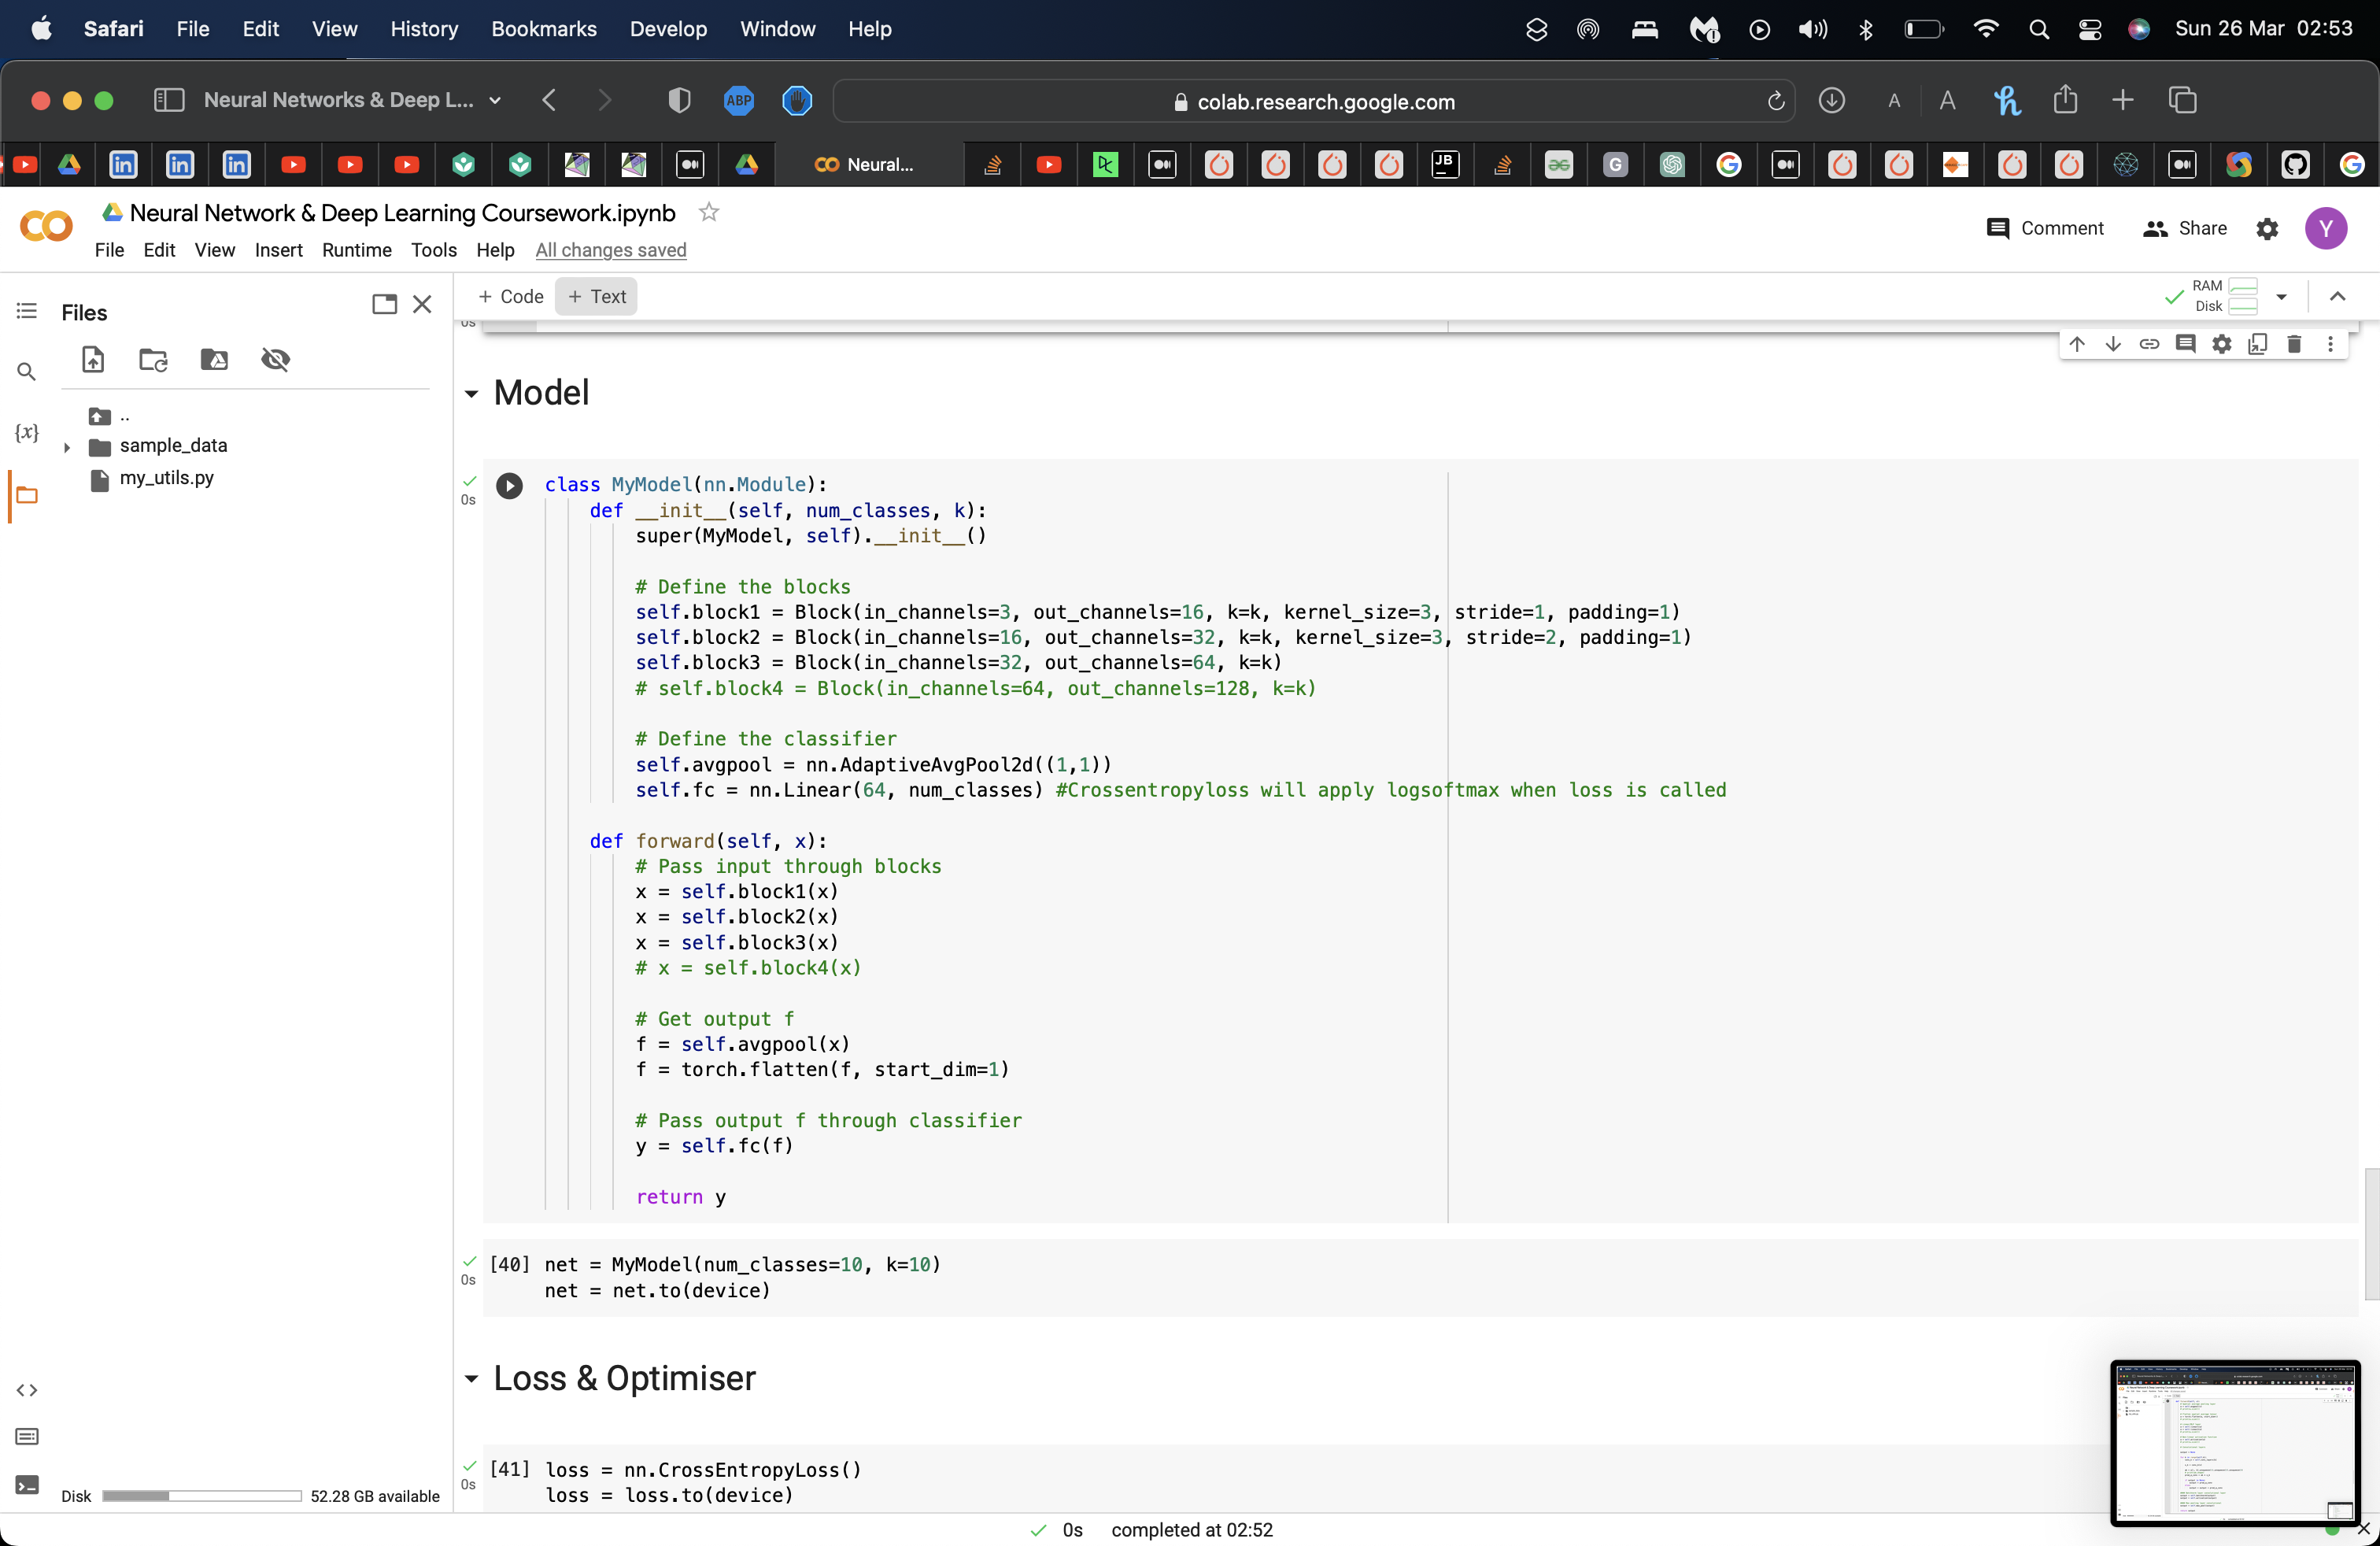 Safari File Edit View History Bookmarks Develop Window Help Sun 26 Mar 02:53
Neural Networks & Deep L... ABP colab.research.google.com A A
Neural...
Neural Network & Deep Learning Coursework.ipynb
Comment Share Y
File Edit View Insert Runtime Tools Help All changes saved
Files
+ Code + Text
RAM
Disk
..
sample_data
my_utils.py
{x}
0s
Model
0s
class MyModel(nn.Module):
def __init__(self, num_classes, k):
super(MyModel, self).__init__()
# Define the blocks
self.block1 = Block(in_channels=3, out_channels=16, k=k, kernel_size=3, stride=1, padding=1)
self.block2 = Block(in_channels=16, out_channels=32, k=k, kernel_size=3, stride=2, padding=1)
self.block3 = Block(in_channels=32, out_channels=64, k=k)
# self.block4 = Block(in_channels=64, out_channels=128, k=k)
# Define the classifier
self.avgpool = nn.AdaptiveAvgPool2d((1,1))
self.fc = nn.Linear(64, num_classes) #Crossentropyloss will apply logsoftmax when loss is called
def forward(self, x):
# Pass input through blocks
x = self.block1(x)
x = self.block2(x)
x = self.block3(x)
# x = self.block4(x)
# Get output f
f = self.avgpool(x)
f = torch.flatten(f, start_dim=1)
# Pass output f through classifier
y = self.fc(f)
return y
0s
[40] net = MyModel(num_classes=10, k=10)
net = net.to(device)
Loss & Optimiser
0s
[41] loss = nn.CrossEntropyLoss()
loss = loss.to(device)
Disk 52.28 GB available
0s completed at 02:52